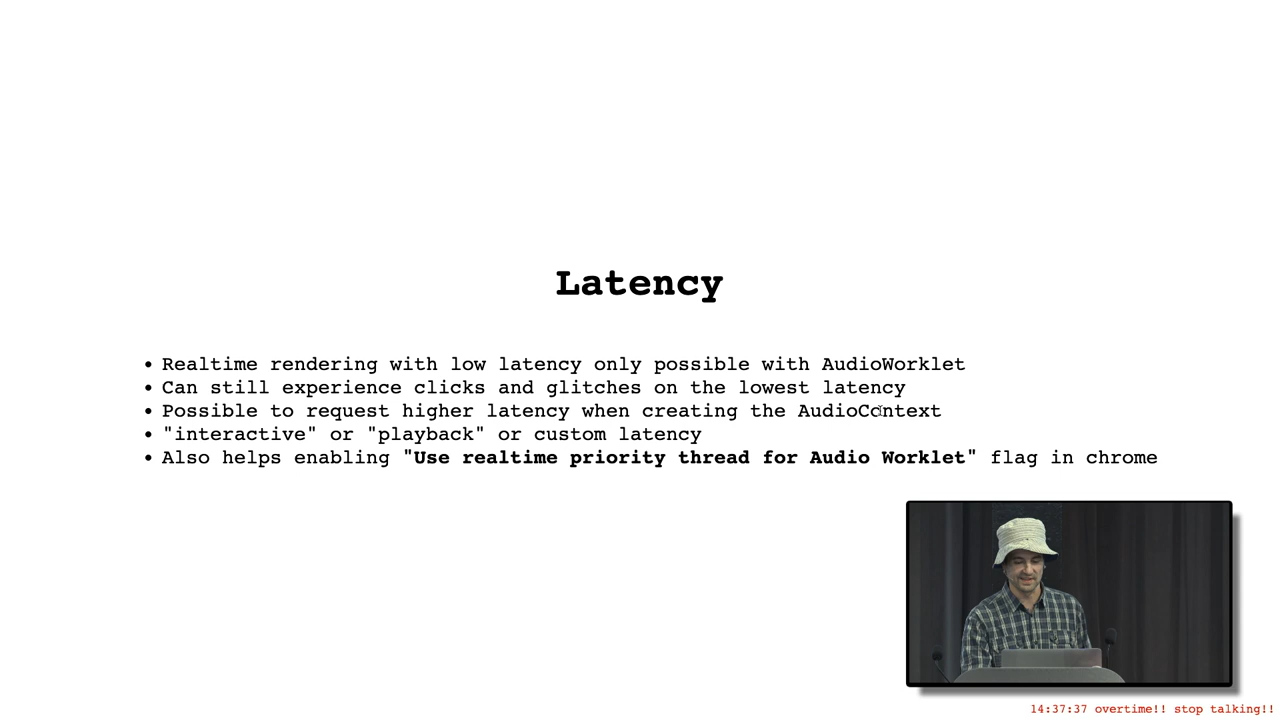 Latency
• Realtime rendering with low latency only possible with AudioWorklet
• Can still experience clicks and glitches on the lowest latency
• Possible to request higher latency when creating the AudioContext
• "interactive" or "playback" or custom latency
• Also helps enabling "Use realtime priority thread for Audio Worklet" flag in chrome
14:37:37 overtime!! stop talking!!